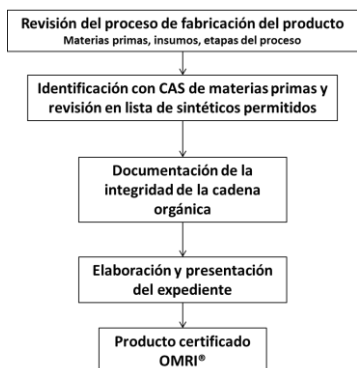 Revisión del proceso de fabricación del producto
Materias primas, insumos, etapas del proceso
Identificación con CAS de materias primas y
revisión en lista de sintéticos permitidos
Documentación de la
integridad de la cadena
orgánica
Elaboración y presentación
del expediente
Producto certificado
OMRI®